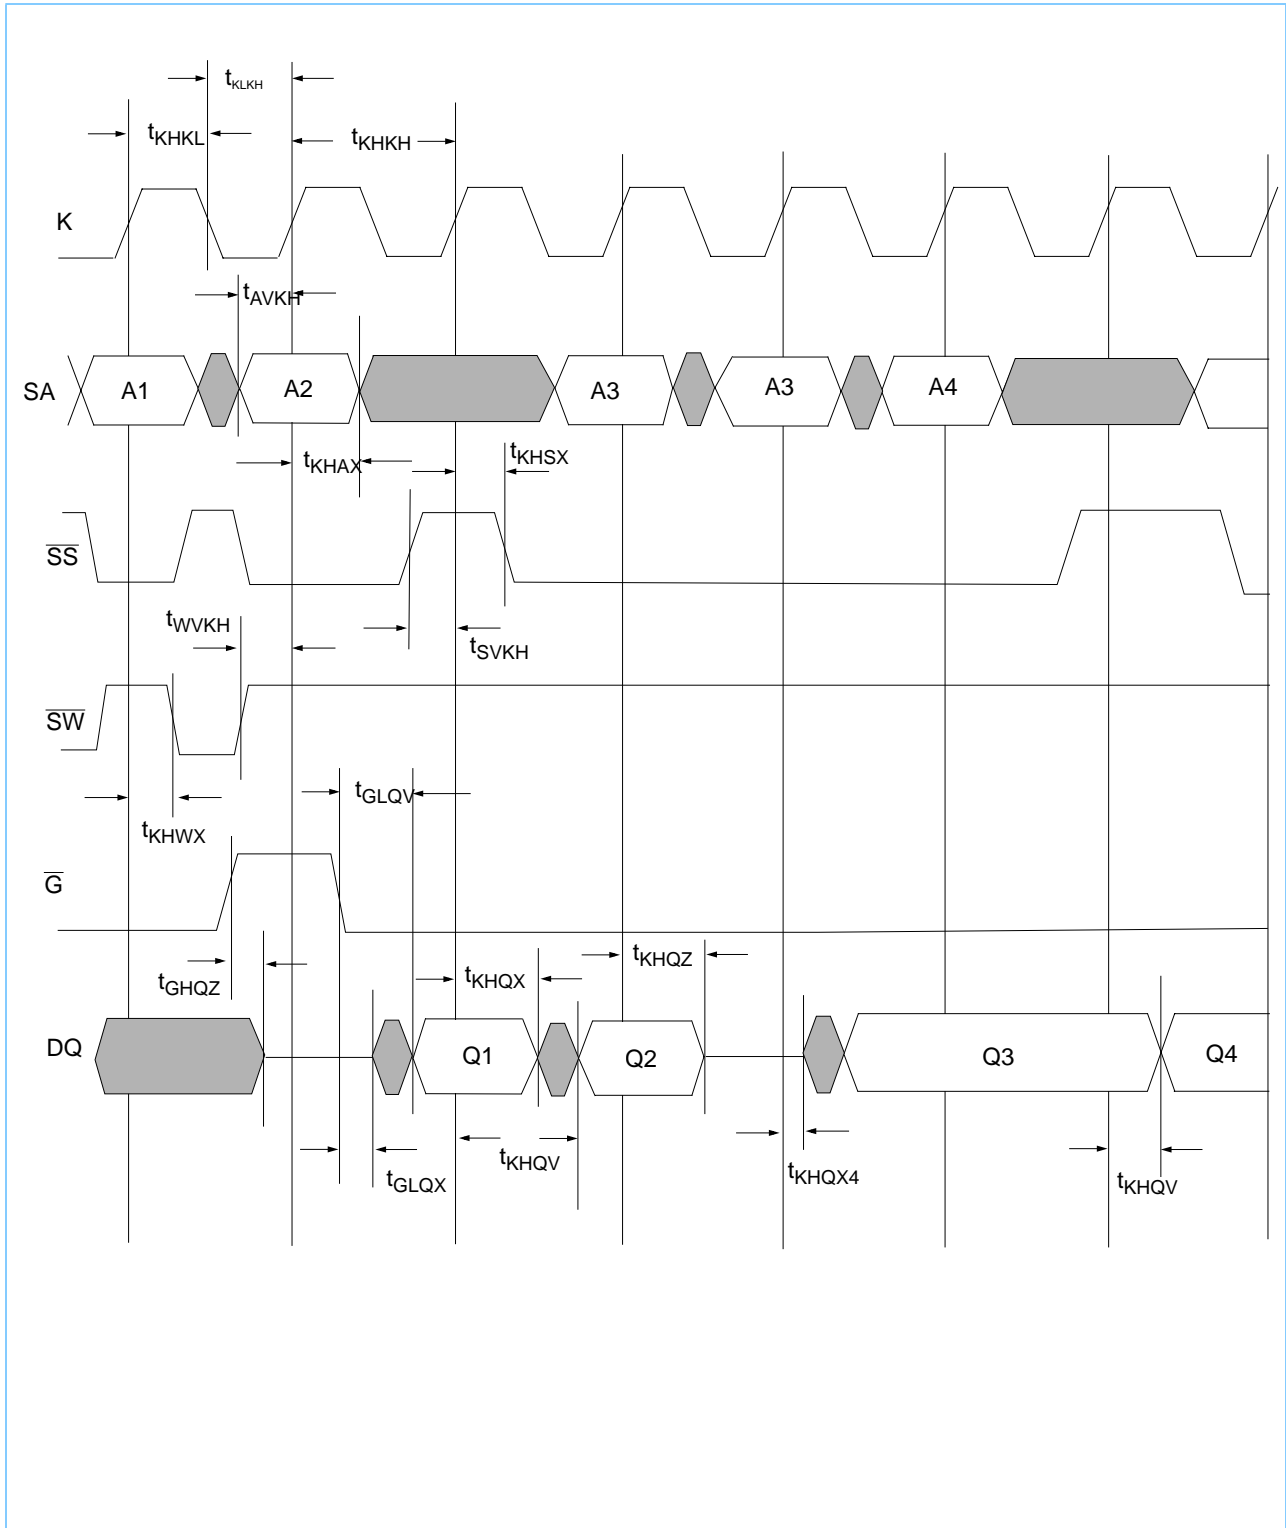 tKLKH
tKHKL
tKHKH
K
tAVKH
SA
A1
A2
A3
A3
A4
tKHAX
tKHSX
SS
tWVKH
tSVKH
SW
tGLQV
tKHWX
G
tGHQZ
tKHQX
tKHQZ
DQ
Q1
Q2
Q3
Q4
tGLQX
tKHQV
tKHQX4
tKHQV